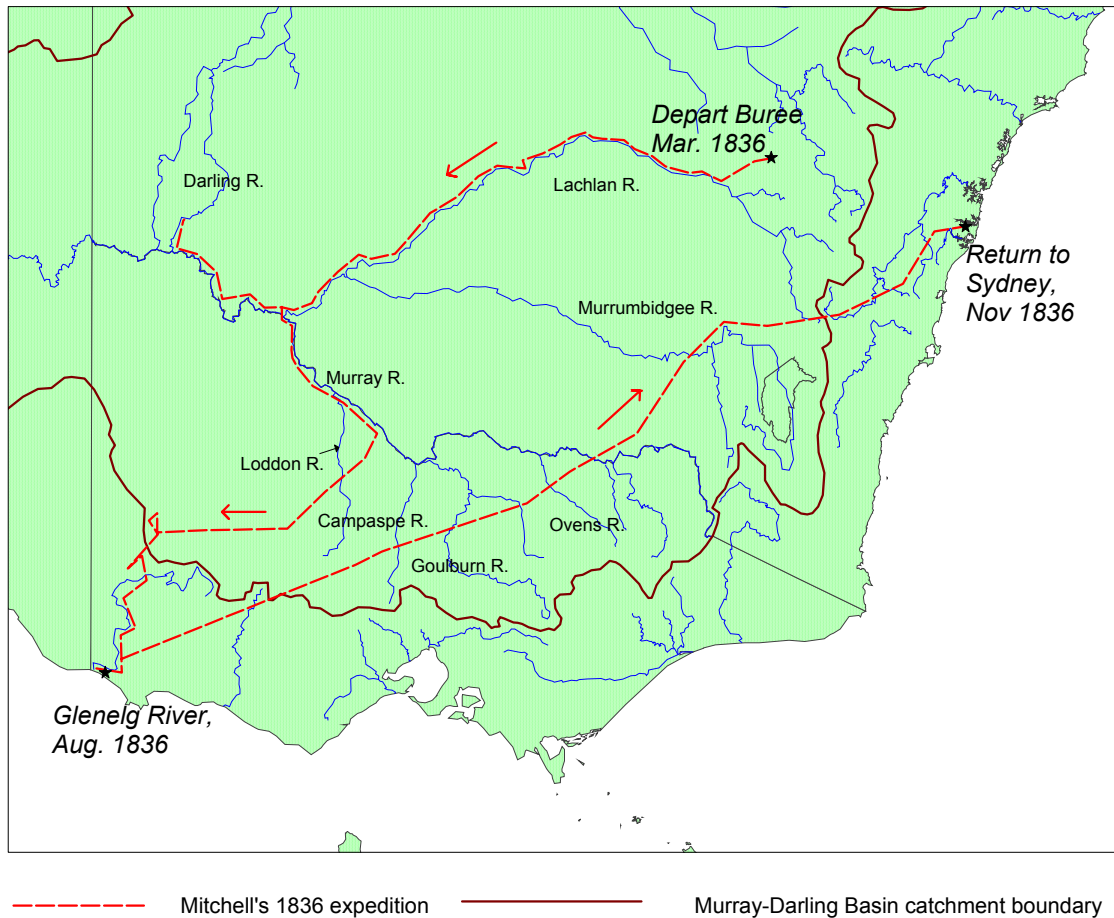 Depart Buree
Mar. 1836
Darling R.
Lachlan R.
Return to
Sydney,
Nov 1836
Murrumbidgee R.
Murray R.
Loddon R.
Campaspe R.
Ovens R.
Goulburn R.
Glenelg River,
Aug. 1836
Mitchell's 1836 expedition
Murray-Darling Basin catchment boundary